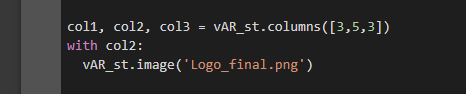 col1, col2, col3 = vAR_st.columns([3,5,3])
with col2:
  vAR_st.image('Logo_final.png')